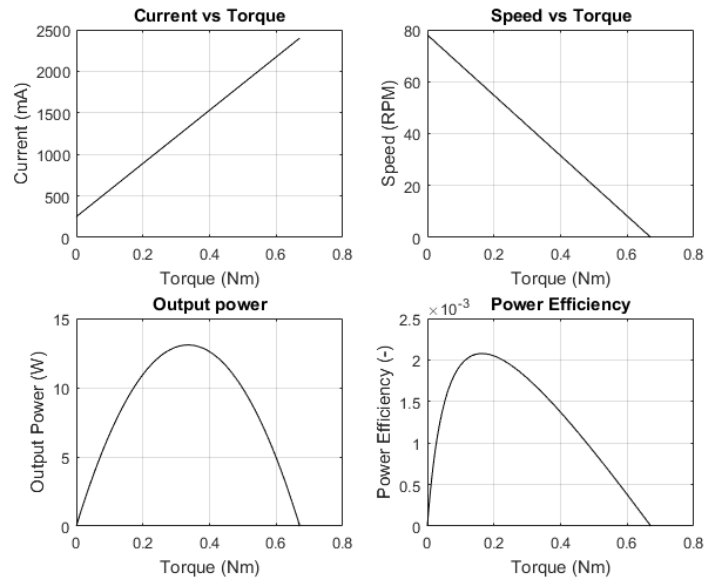 Current vs Torque
2500
2000
1500
1000
500
0
Current (mA)
0 0.2 0.4 0.6 0.8
Torque (Nm)
Speed vs Torque
80
60
40
20
0
Speed (RPM)
0 0.2 0.4 0.6 0.8
Torque (Nm)
Output power
15
10
5
0
Output Power (W)
0 0.2 0.4 0.6 0.8
Torque (Nm)
×10⁻³
Power Efficiency
2.5
2
1.5
1
0.5
0
Power Efficiency (-)
0 0.2 0.4 0.6 0.8
Torque (Nm)